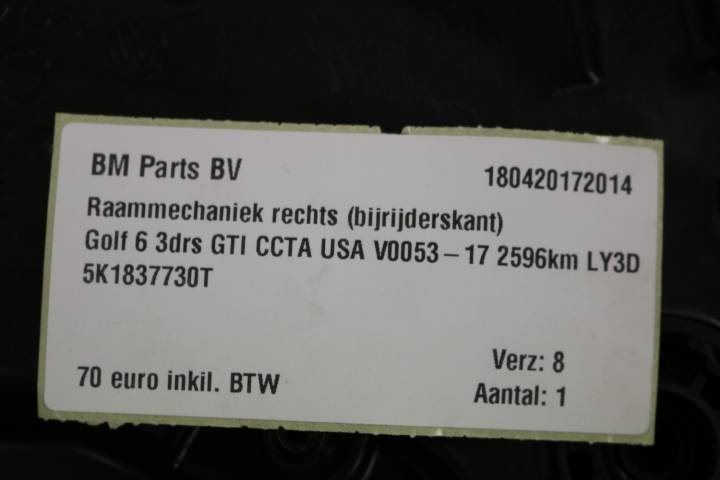 BM Parts BV 180420172014
Raammechaniek rechts (bijrijderskant)
Golf 6 3drs GTI CCTA USA V0053-17 2596km LY3D
5K1837730T
Verz: 8
70 euro inkil. BTW Aantal: 1